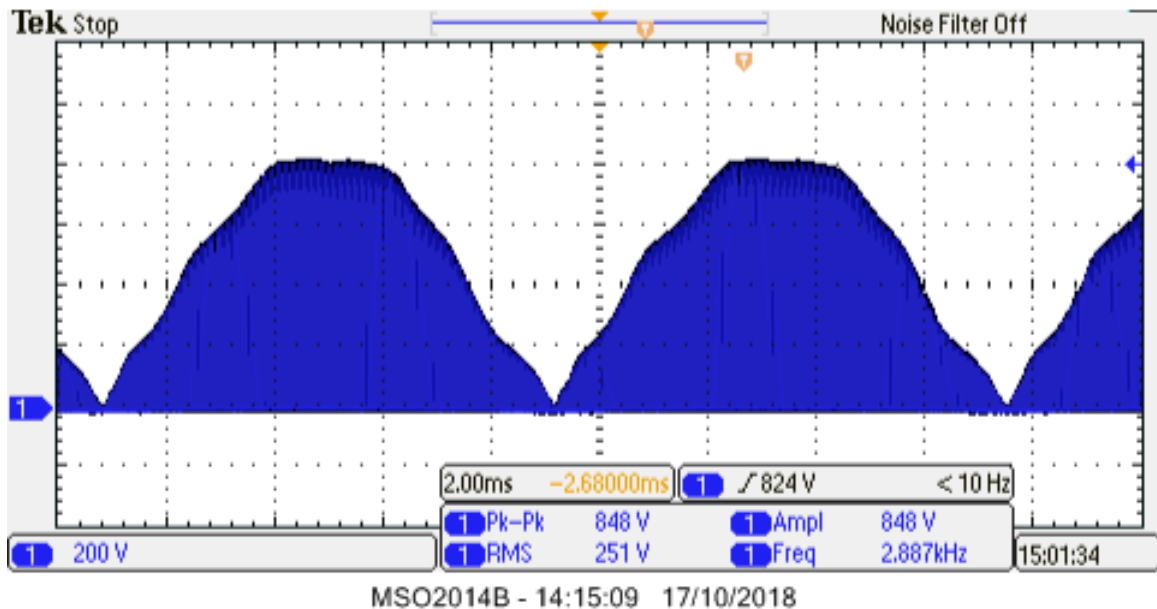 Tek Stop Noise Filter Off
T
T
1
2.00ms −2.68000ms 1 824 V < 10 Hz
1 Pk−Pk 848 V 1 Ampl 848 V
1 RMS 251 V 1 Freq 2.887kHz
1 200 V 15:01:34
MSO2014B - 14:15:09 17/10/2018